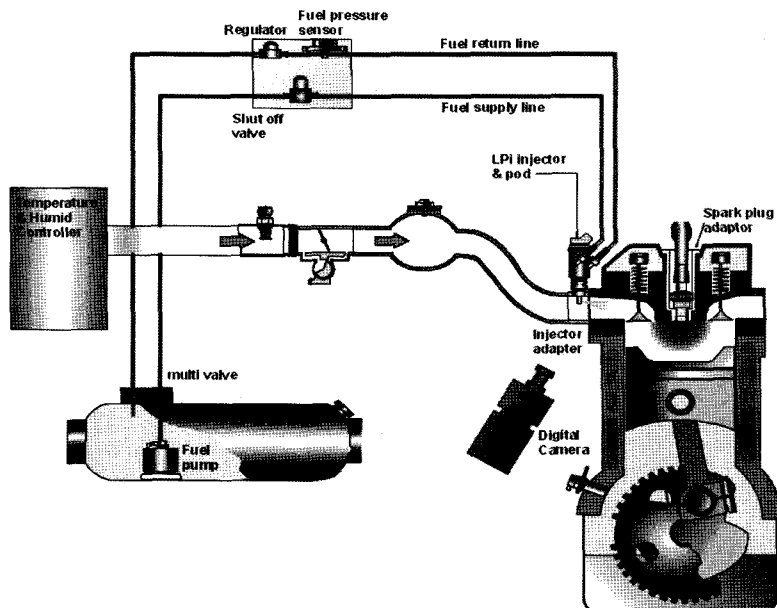 Fuel pressure
sensor
Regulator
Fuel return line
Shut off
valve
Fuel supply line
LPi injector
& pod
Temperature
& Humid
Controller
Spark plug
adaptor
Injector
adapter
multi valve
Digital
Camera
Fuel
pump